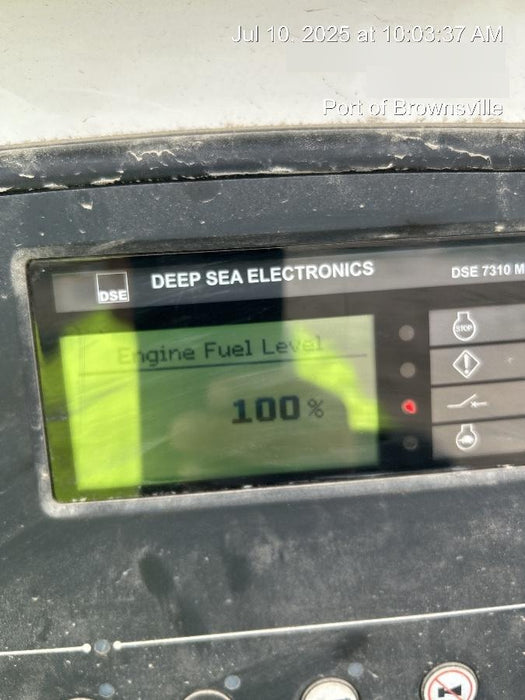 Jul 10, 2025 at 10:03:37 AM
Port of Brownsville
DSE
DEEP SEA ELECTRONICS
DSE 7310 M
Engine Fuel Level
100 %
STOP